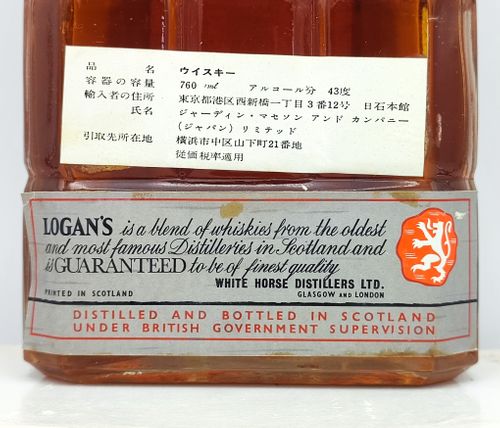 品名 ウイスキー
容器の容量 760 ml アルコール分 43度
輸入者の住所 東京都港区西新橋一丁目3番12号 日石本館
氏名 ジャーディン・マセソン アンド カンパニー
(ジャパン) リミテッド
引取先所在地 横浜市中区山下町21番地
従価税率適用
LOGAN'S is a blend of whiskies from the oldest
and most famous Distilleries in Scotland and
is GUARANTEED to be of finest quality
WHITE HORSE DISTILLERS LTD.
PRINTED IN SCOTLAND GLASGOW AND LONDON
DISTILLED AND BOTTLED IN SCOTLAND
UNDER BRITISH GOVERNMENT SUPERVISION